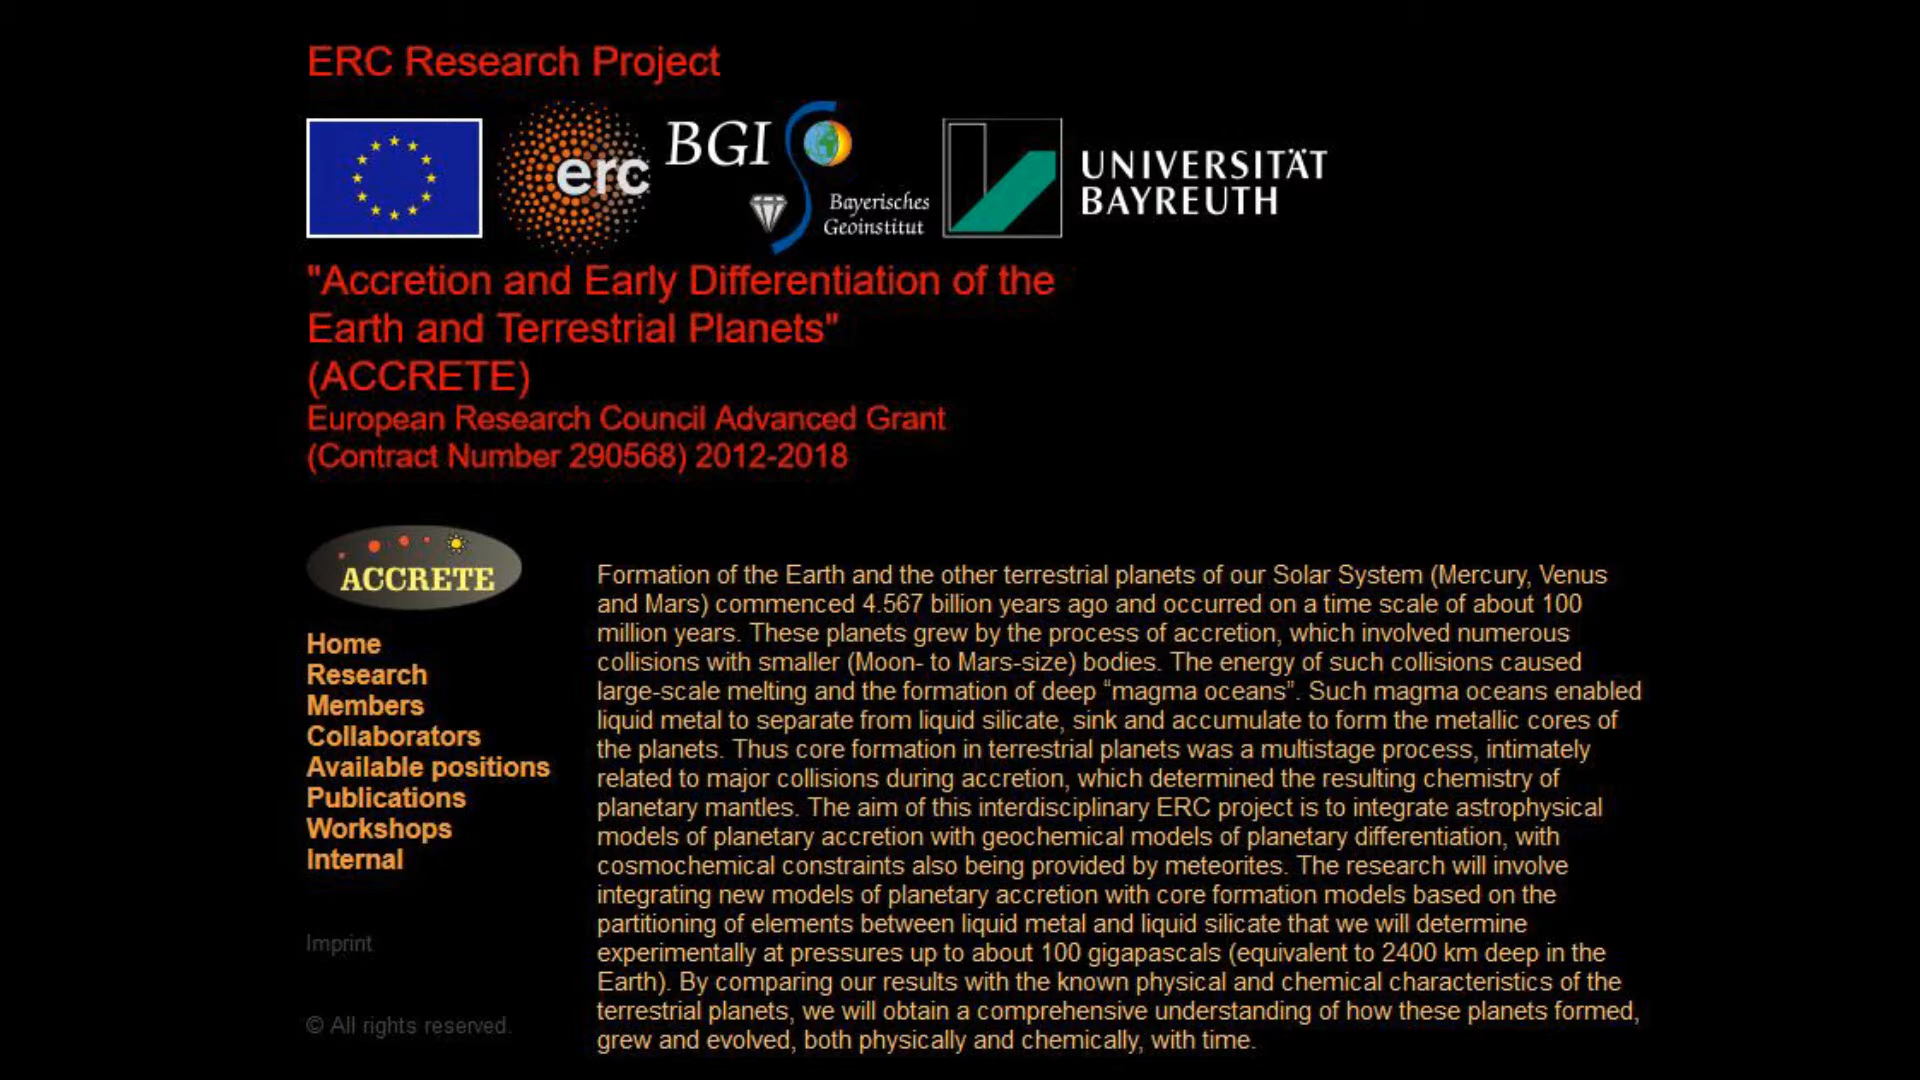 ERC Research Project
erc
BGI
Bayerisches
Geoinstitut
UNIVERSITÄT
BAYREUTH
"Accretion and Early Differentiation of the
Earth and Terrestrial Planets"
(ACCRETE)
European Research Council Advanced Grant
(Contract Number 290568) 2012-2018
ACCRETE
Home
Research
Members
Collaborators
Available positions
Publications
Workshops
Internal
Imprint
© All rights reserved.
Formation of the Earth and the other terrestrial planets of our Solar System (Mercury, Venus
and Mars) commenced 4.567 billion years ago and occurred on a time scale of about 100
million years. These planets grew by the process of accretion, which involved numerous
collisions with smaller (Moon- to Mars-size) bodies. The energy of such collisions caused
large-scale melting and the formation of deep “magma oceans”. Such magma oceans enabled
liquid metal to separate from liquid silicate, sink and accumulate to form the metallic cores of
the planets. Thus core formation in terrestrial planets was a multistage process, intimately
related to major collisions during accretion, which determined the resulting chemistry of
planetary mantles. The aim of this interdisciplinary ERC project is to integrate astrophysical
models of planetary accretion with geochemical models of planetary differentiation, with
cosmochemical constraints also being provided by meteorites. The research will involve
integrating new models of planetary accretion with core formation models based on the
partitioning of elements between liquid metal and liquid silicate that we will determine
experimentally at pressures up to about 100 gigapascals (equivalent to 2400 km deep in the
Earth). By comparing our results with the known physical and chemical characteristics of the
terrestrial planets, we will obtain a comprehensive understanding of how these planets formed,
grew and evolved, both physically and chemically, with time.